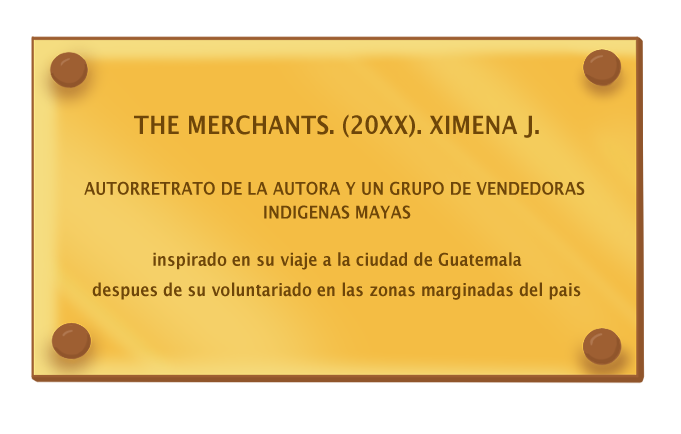 THE MERCHANTS. (20XX). XIMENA J.
AUTORRETRATO DE LA AUTORA Y UN GRUPO DE VENDEDORAS
INDIGENAS MAYAS
inspirado en su viaje a la ciudad de Guatemala
despues de su voluntariado en las zonas marginadas del pais